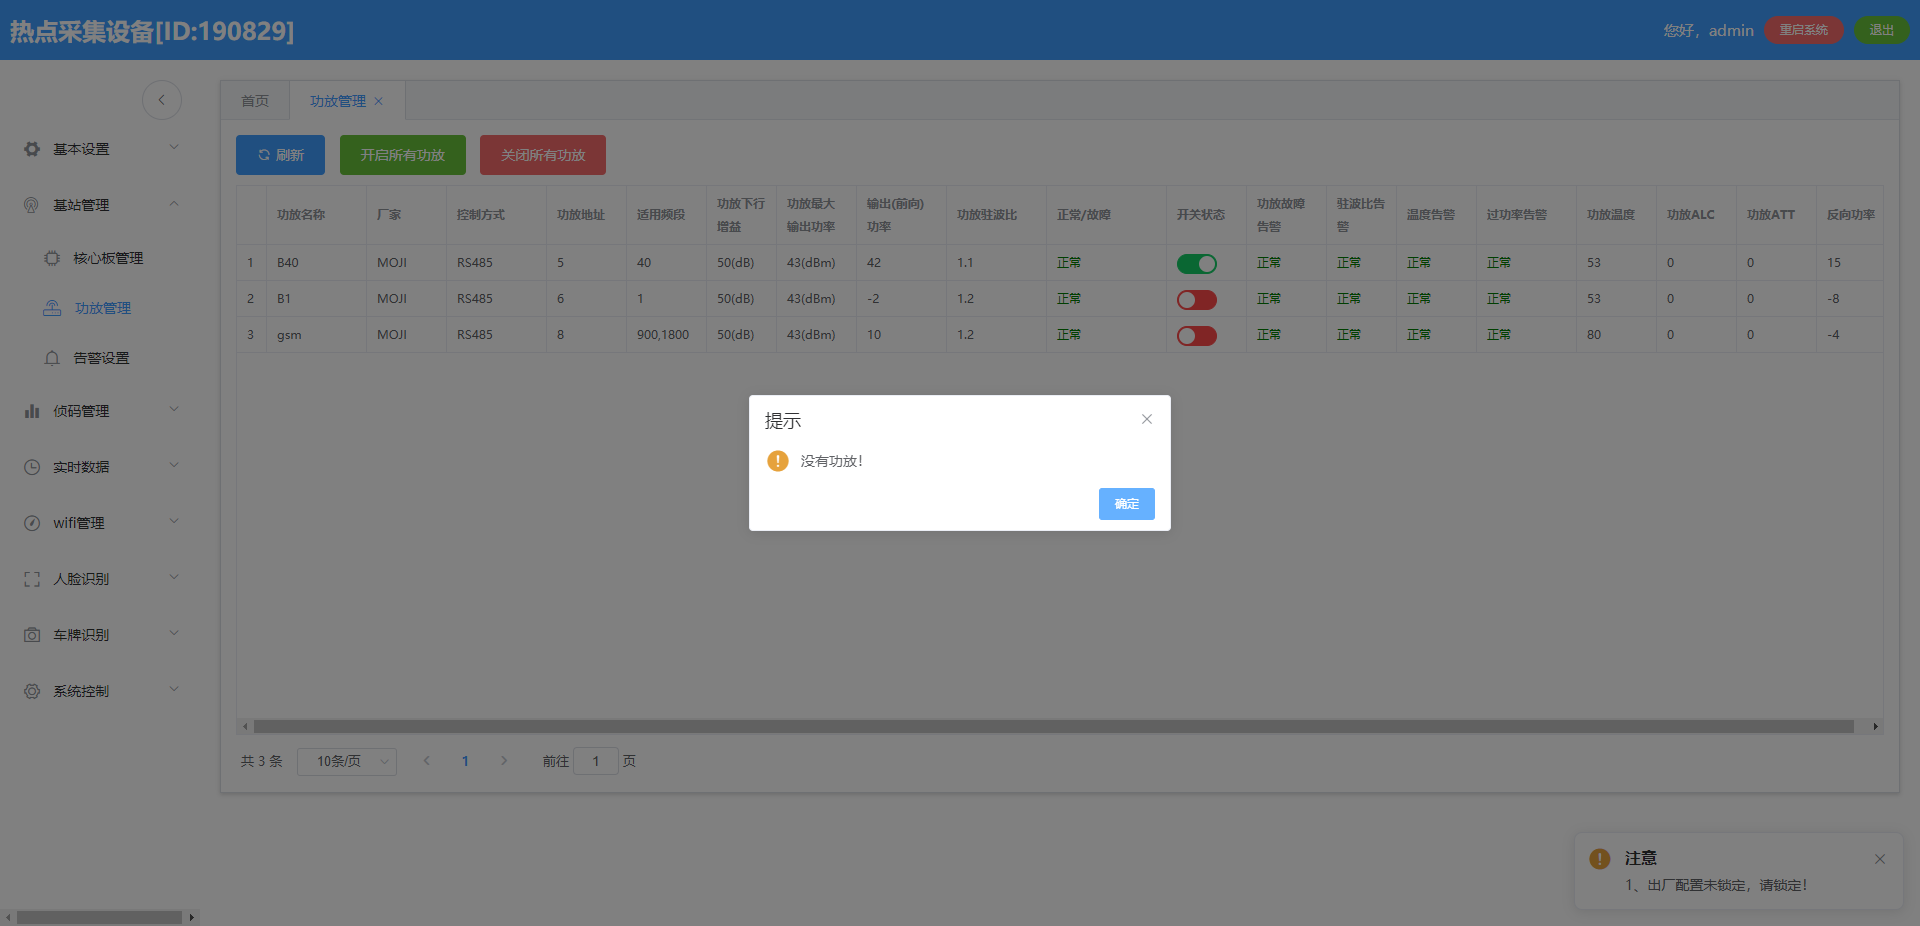 热点采集设备[ID:190829]
您好，admin
重启系统
退出
首页
功放管理
基本设置
基站管理
核心板管理
功放管理
告警设置
侦码管理
实时数据
wifi管理
人脸识别
车牌识别
系统控制
刷新
开启所有功放
关闭所有功放
功放名称 厂家 控制方式 功放地址 适用频段 功放下行增益 功放最大输出功率 输出(前向)功率 功放驻波比 正常/故障 开关状态 功放故障告警 驻波比告警 温度告警 过功率告警 功放温度 功放ALC 功放ATT 反向功率
1 B40 MOJI RS485 5 40 50(dB) 43(dBm) 42 1.1 正常 正常 正常 正常 正常 53 0 0 15
2 B1 MOJI RS485 6 1 50(dB) 43(dBm) -2 1.2 正常 正常 正常 正常 正常 53 0 0 -8
3 gsm MOJI RS485 8 900,1800 50(dB) 43(dBm) 10 1.2 正常 正常 正常 正常 正常 80 0 0 -4
提示
没有功放！
确定
共 3 条 10条/页 1 前往 1 页
注意
1、出厂配置未锁定，请锁定！